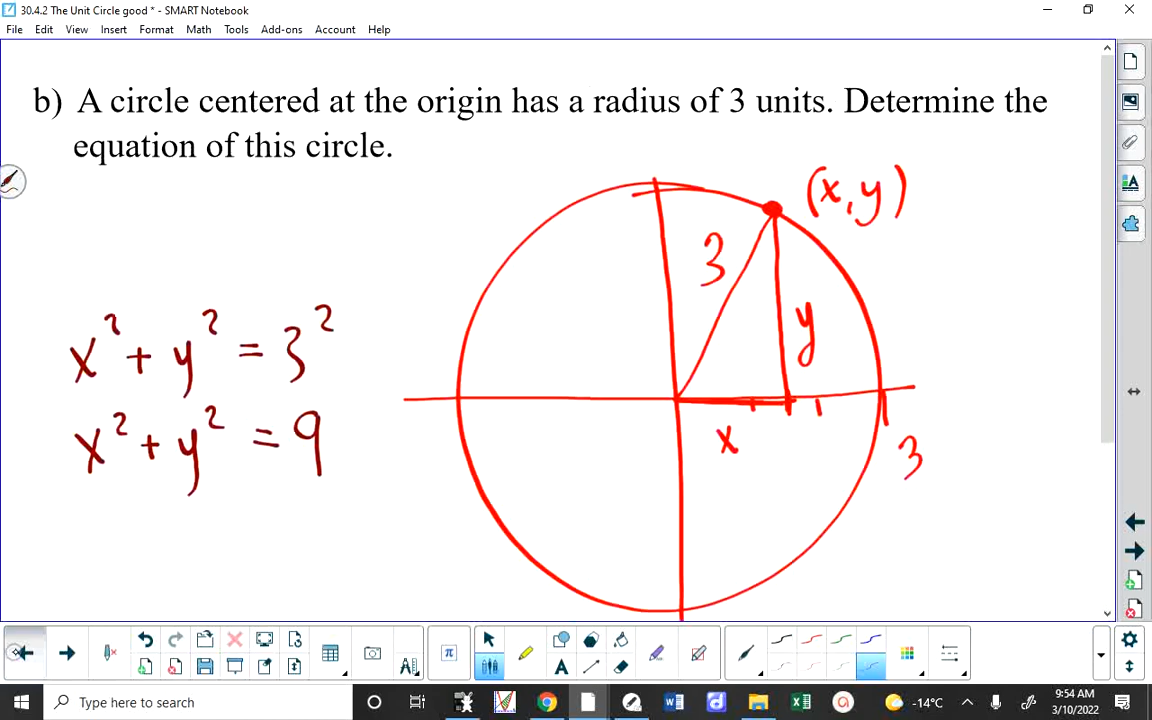 30.4.2 The Unit Circle good * - SMART Notebook
File Edit View Insert Format Math Tools Add-ons Account Help
b) A circle centered at the origin has a radius of 3 units. Determine the
equation of this circle.
(x,y)
3
y
x² + y² = 3²
x² + y² = 9
x
3
π
A
Type here to search
-14°C
9:54 AM
3/10/2022